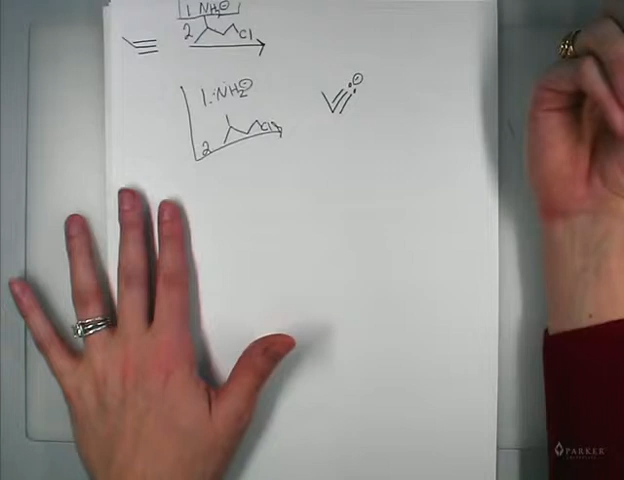 1 NH₂⊖
2 Cl
1. :NH₂⊖
2 Cl
:⊖
PARKER